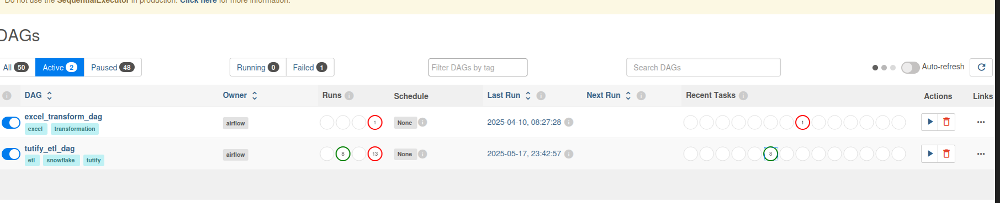 Do not use the SequentialExecutor in production. Click here for more information.
DAGs
All 50 Active 2 Paused 48 Running 0 Failed 1 Filter DAGs by tag Search DAGs Auto-refresh
DAG Owner Runs Schedule Last Run Next Run Recent Tasks Actions Links
excel_transform_dag airflow 1 None 2025-04-10, 08:27:28 1
excel transformation
tutify_etl_dag airflow 8 13 None 2025-05-17, 23:42:57 8
etl snowflake tutify